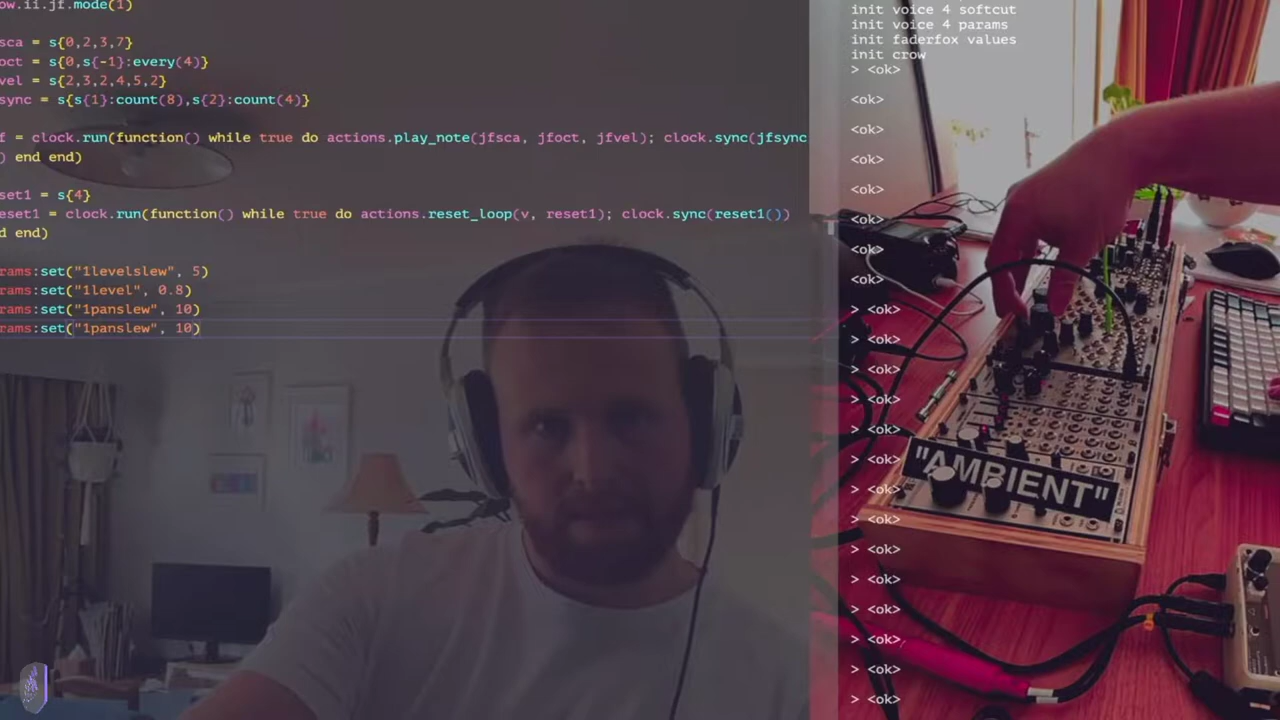 ow.ii.jf.mode(1)
sca = s{0,2,3,7}
oct = s{0,s{-1}:every(4)}
vel = s{2,3,2,4,5,2}
sync = s{s{1}:count(8),s{2}:count(4)}
f = clock.run(function() while true do actions.play_note(jfsca, jfoct, jfvel); clock.sync(jfsync
) end end)
set1 = s{4}
eset1 = clock.run(function() while true do actions.reset_loop(v, reset1); clock.sync(reset1())
d end)
rams:set("1levelslew", 5)
rams:set("1level", 0.8)
rams:set("1panslew", 10)
rams:set("1panslew", 10)
init voice 4 softcut
init voice 4 params
init faderfox values
init crow
> <ok>
<ok>
<ok>
<ok>
<ok>
<ok>
<ok>
<ok>
> <ok>
> <ok>
> <ok>
> <ok>
> <ok>
> <ok>
> <ok>
> <ok>
> <ok>
> <ok>
> <ok>
> <ok>
> <ok>
> <ok>
"AMBIENT"